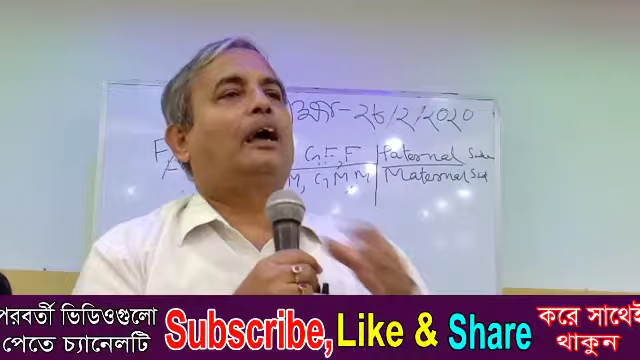 ২৮/২/২০২০
G F, F Paternal Side
M, G M M Maternal Side
পরবর্তী ভিডিওগুলো পেতে চ্যানেলটি
Subscribe, Like & Share
করে সাথেই থাকুন